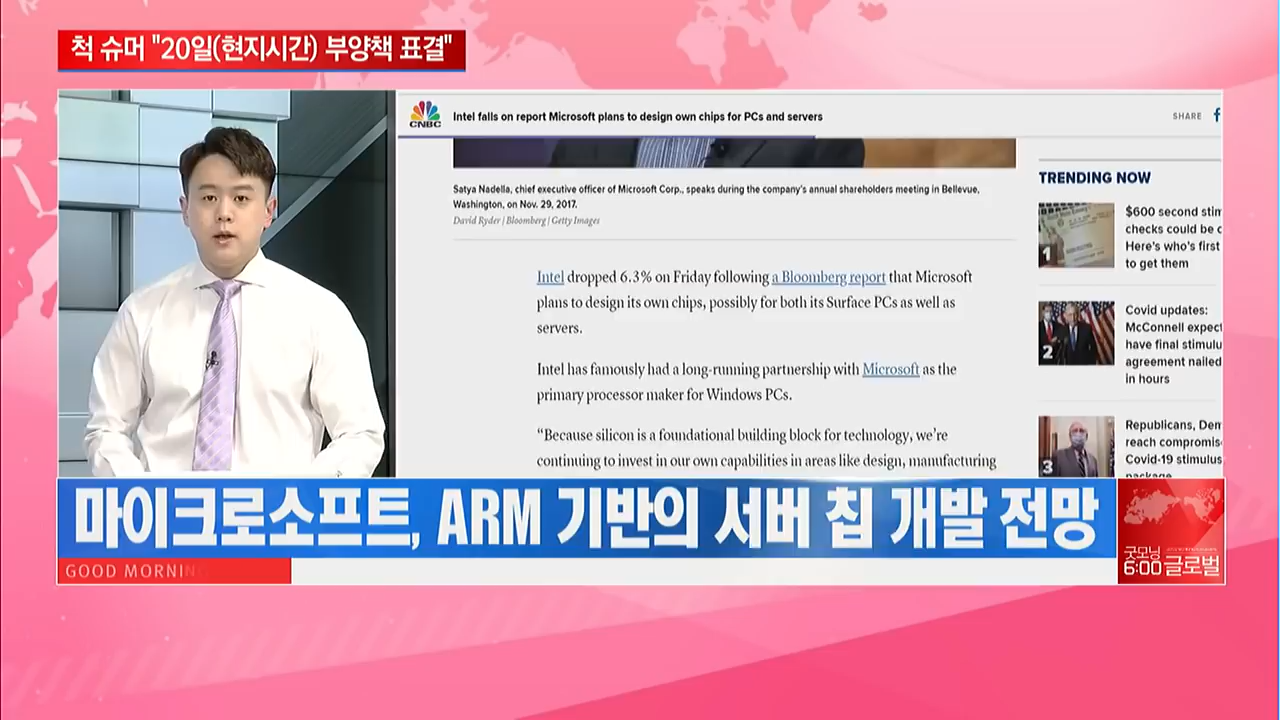 척 슈머 "20일(현지시간) 부양책 표결"
CNBC
Intel falls on report Microsoft plans to design own chips for PCs and servers
SHARE
Satya Nadella, chief executive officer of Microsoft Corp., speaks during the company's annual shareholders meeting in Bellevue,
Washington, on Nov. 29, 2017.
David Ryder | Bloomberg | Getty Images
Intel dropped 6.3% on Friday following a Bloomberg report that Microsoft
plans to design its own chips, possibly for both its Surface PCs as well as
servers.
Intel has famously had a long-running partnership with Microsoft as the
primary processor maker for Windows PCs.
“Because silicon is a foundational building block for technology, we’re
continuing to invest in our own capabilities in areas like design, manufacturing
TRENDING NOW
1
$600 second stim
checks could be
Here's who's first
to get them
2
Covid updates:
McConnell expect
have final stimulu
agreement nailed
in hours
3
Republicans, Dem
reach compromis
Covid-19 stimulus
package
마이크로소프트, ARM 기반의 서버 칩 개발 전망
GOOD MORNIN
굿모닝
6:00 글로벌